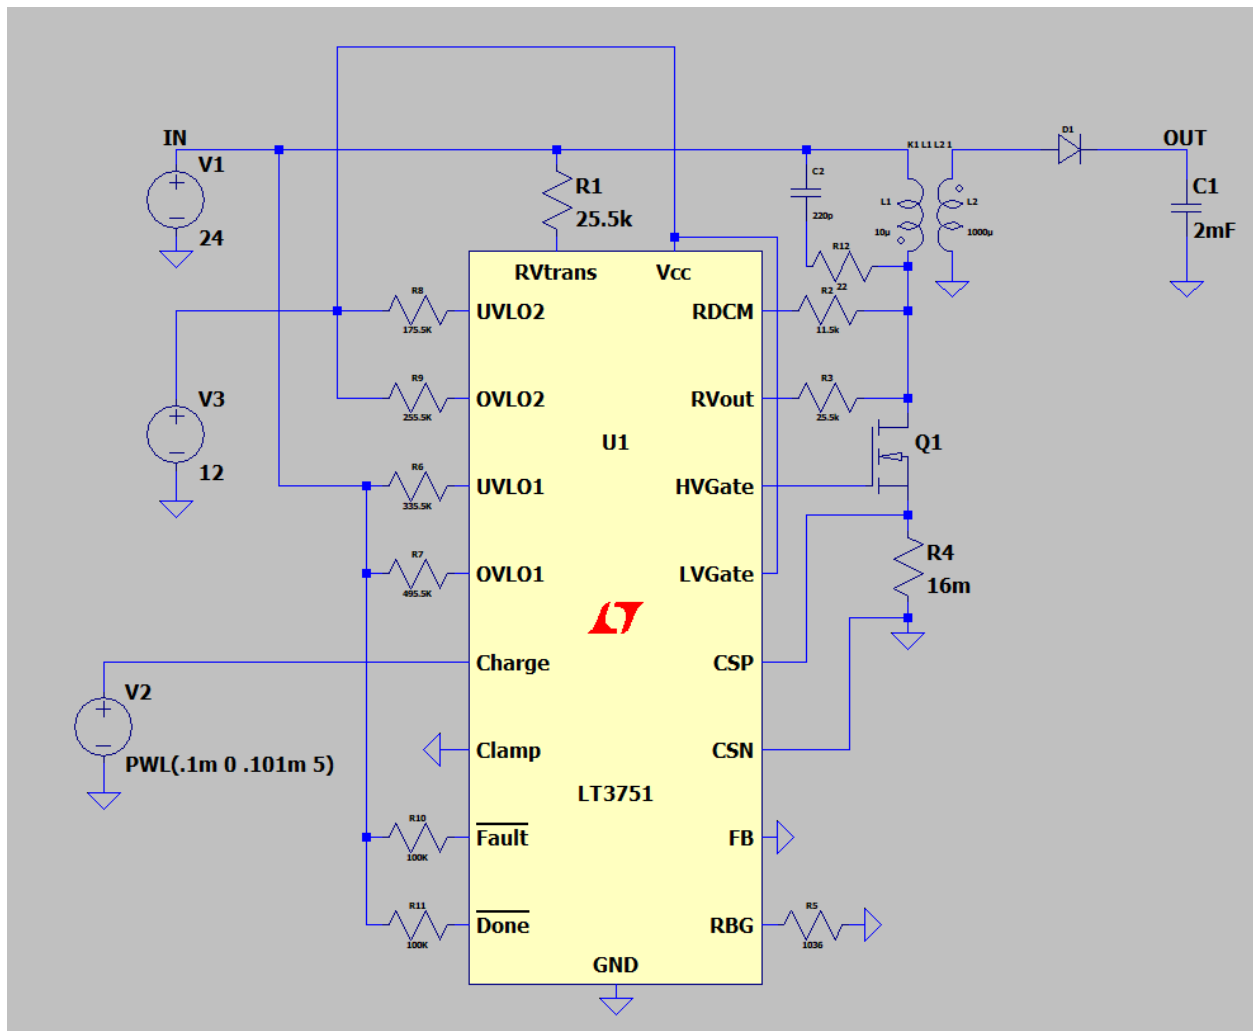 IN
V1
24
R1
25.5k
C2
220p
K1 L1 L2 1
L1
10µ
L2
1000µ
D1
OUT
C1
2mF
R12
22
RVtrans
Vcc
R8
175.5K
UVLO2
RDCM
R2
11.5k
V3
12
R9
255.5K
OVLO2
RVout
R3
25.5k
U1
Q1
R6
335.5K
UVLO1
HVGate
R7
495.5K
OVLO1
LVGate
R4
16m
V2
PWL(.1m 0 .101m 5)
Charge
CSP
Clamp
CSN
LT3751
R10
100K
Fault
FB
R11
100K
Done
RBG
R5
1036
GND